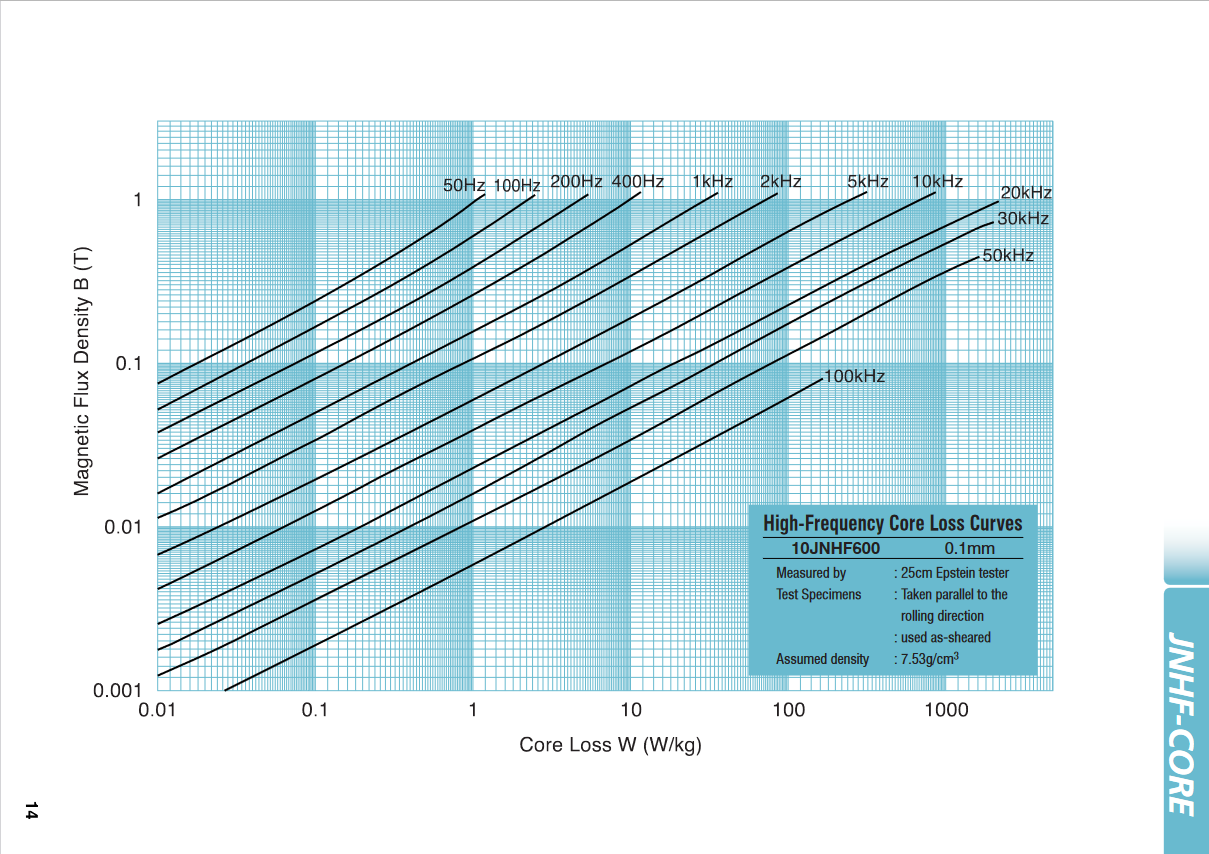 50Hz 100Hz 200Hz 400Hz 1kHz 2kHz 5kHz 10kHz
20kHz
30kHz
50kHz
100kHz
1
0.1
0.01
0.001
Magnetic Flux Density B (T)
0.01 0.1 1 10 100 1000
Core Loss W (W/kg)
High-Frequency Core Loss Curves
10JNHF600 0.1mm
Measured by : 25cm Epstein tester
Test Specimens : Taken parallel to the
rolling direction
: used as-sheared
Assumed density : 7.53g/cm³
JNHF-CORE
14